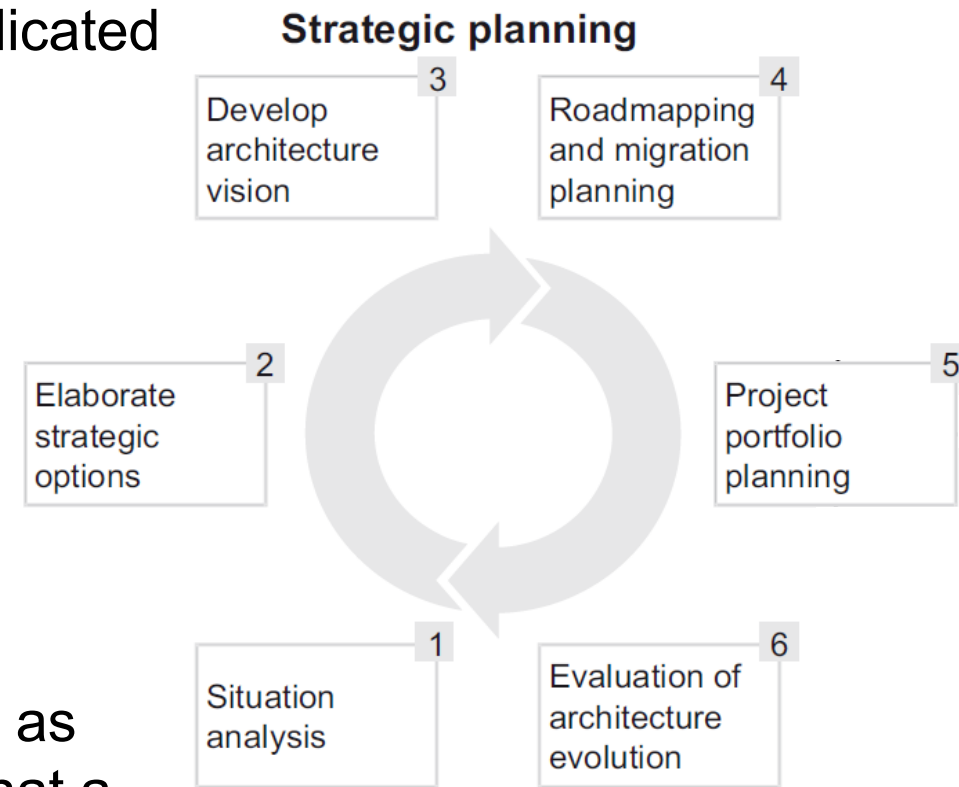 licated
Strategic planning
3
Develop
architecture
vision
4
Roadmapping
and migration
planning
2
Elaborate
strategic
options
5
Project
portfolio
planning
1
Situation
analysis
6
Evaluation of
architecture
evolution
as